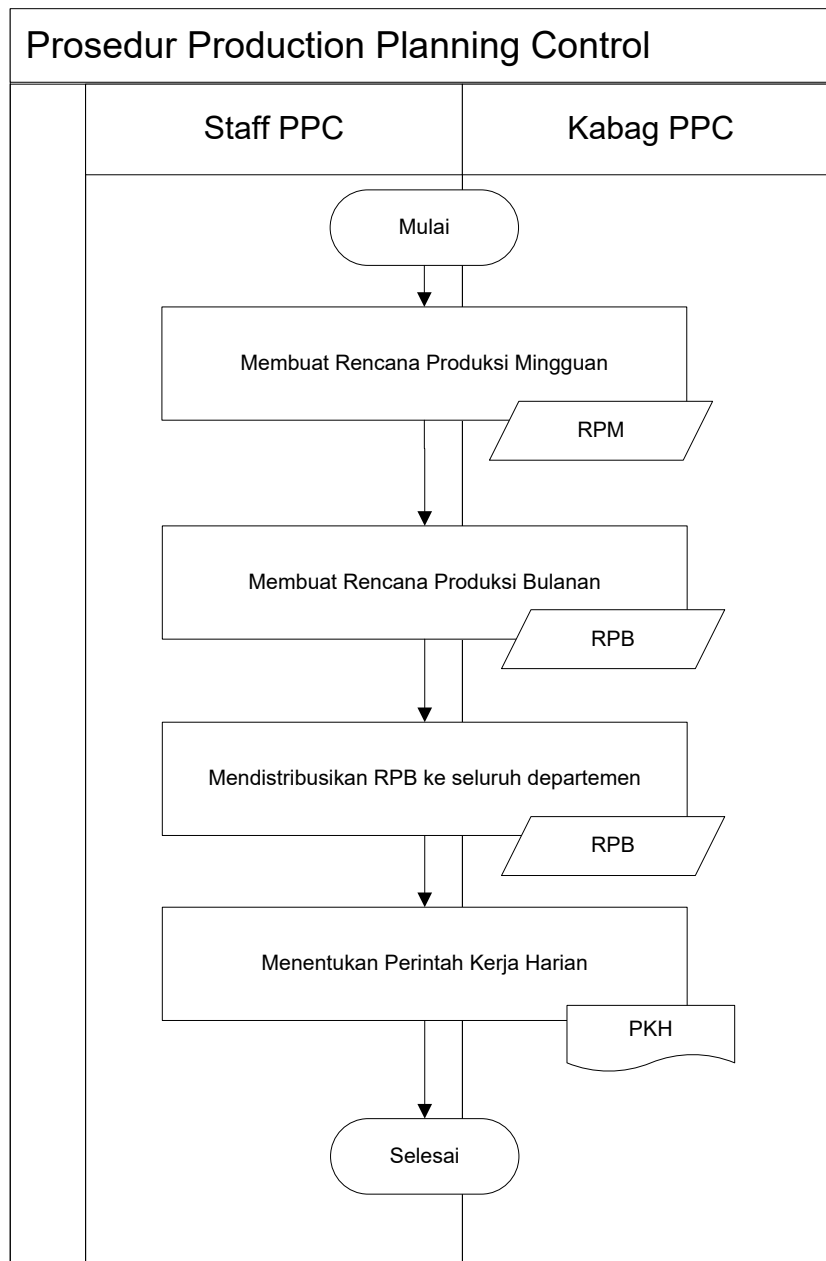 Prosedur Production Planning Control
Staff PPC
Kabag PPC
Mulai
Membuat Rencana Produksi Mingguan
RPM
Membuat Rencana Produksi Bulanan
RPB
Mendistribusikan RPB ke seluruh departemen
RPB
Menentukan Perintah Kerja Harian
PKH
Selesai